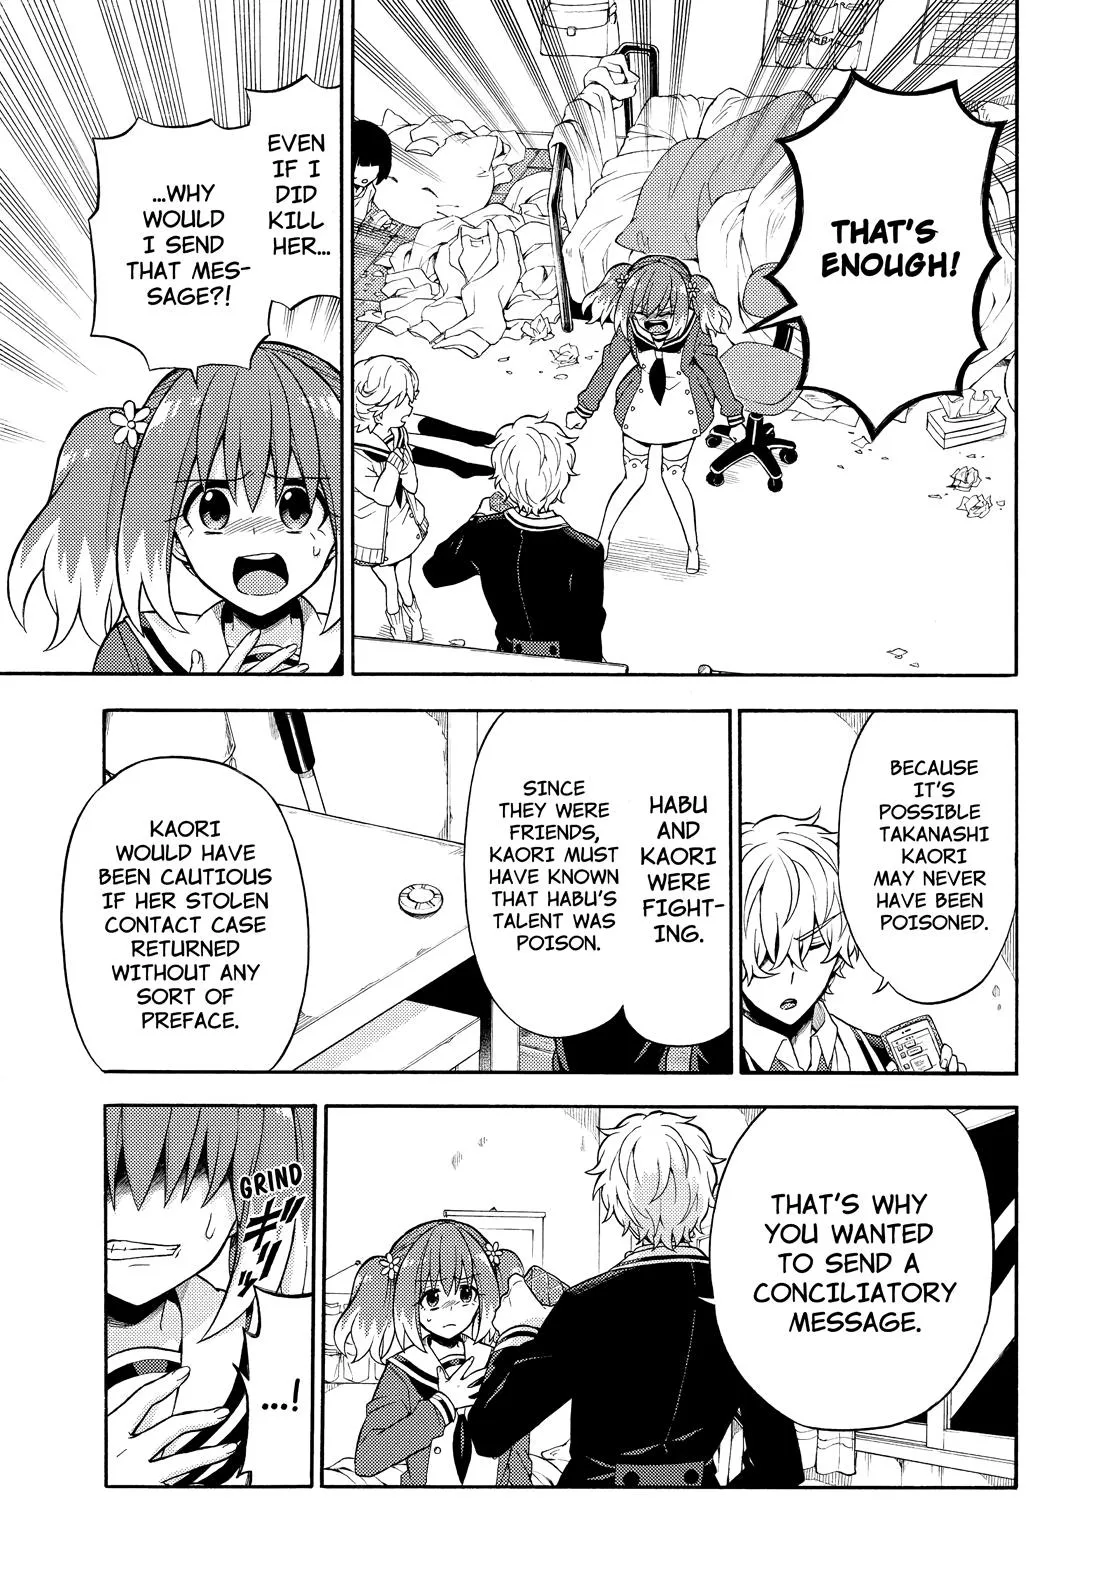 THAT'S
ENOUGH!
EVEN
IF I
DID
KILL
HER...
...WHY
WOULD
I SEND
THAT MES-
SAGE?!
BECAUSE
IT'S
POSSIBLE
TAKANASHI
KAORI
MAY NEVER
HAVE BEEN
POISONED.
HABU
AND
KAORI
WERE
FIGHT-
ING.
SINCE
THEY WERE
FRIENDS,
KAORI MUST
HAVE KNOWN
THAT HABU'S
TALENT WAS
POISON.
KAORI
WOULD HAVE
BEEN CAUTIOUS
IF HER STOLEN
CONTACT CASE
RETURNED
WITHOUT ANY
SORT OF
PREFACE.
THAT'S WHY
YOU WANTED
TO SEND A
CONCILIATORY
MESSAGE.
GRIND
ギリッ
...!